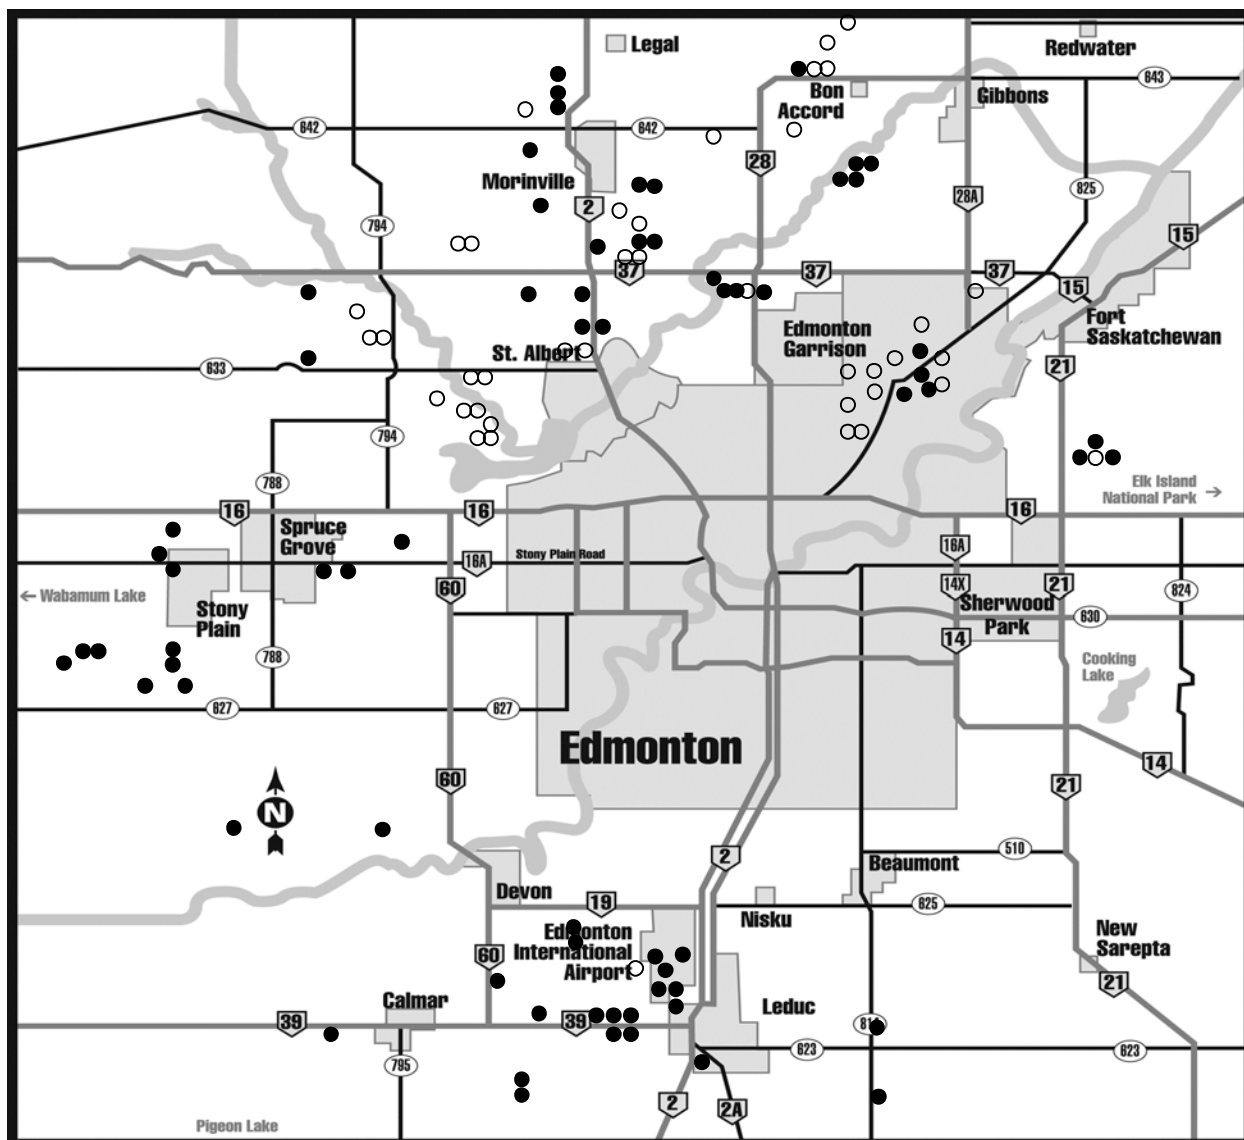 Legal
Redwater
643
Bon
Accord
Gibbons
642
642
28
825
Morinville
28A
2
794
15
37
37
37
15
Edmonton
Garrison
Fort
Saskatchewan
St. Albert
633
21
794
Elk Island
National Park
788
16
16
16
Spruce
Grove
16A
Stony Plain Road
16A
60
14X
21
824
Wabamum Lake
Stony
Plain
Sherwood
Park
630
14
788
Cooking
Lake
627
627
Edmonton
14
60
21
N
510
2
Beaumont
Devon
19
625
Nisku
Edmonton
International
Airport
New
Sarepta
60
21
Calmar
Leduc
39
39
623
623
795
2
2A
Pigeon Lake